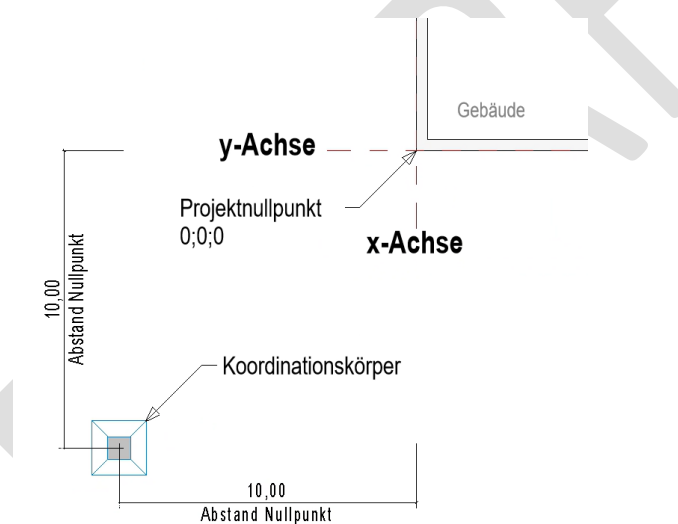 Gebäude
y-Achse
Projektnullpunkt
0;0;0
x-Achse
10,00
Abstand Nullpunkt
Koordinationskörper
10,00
Abstand Nullpunkt